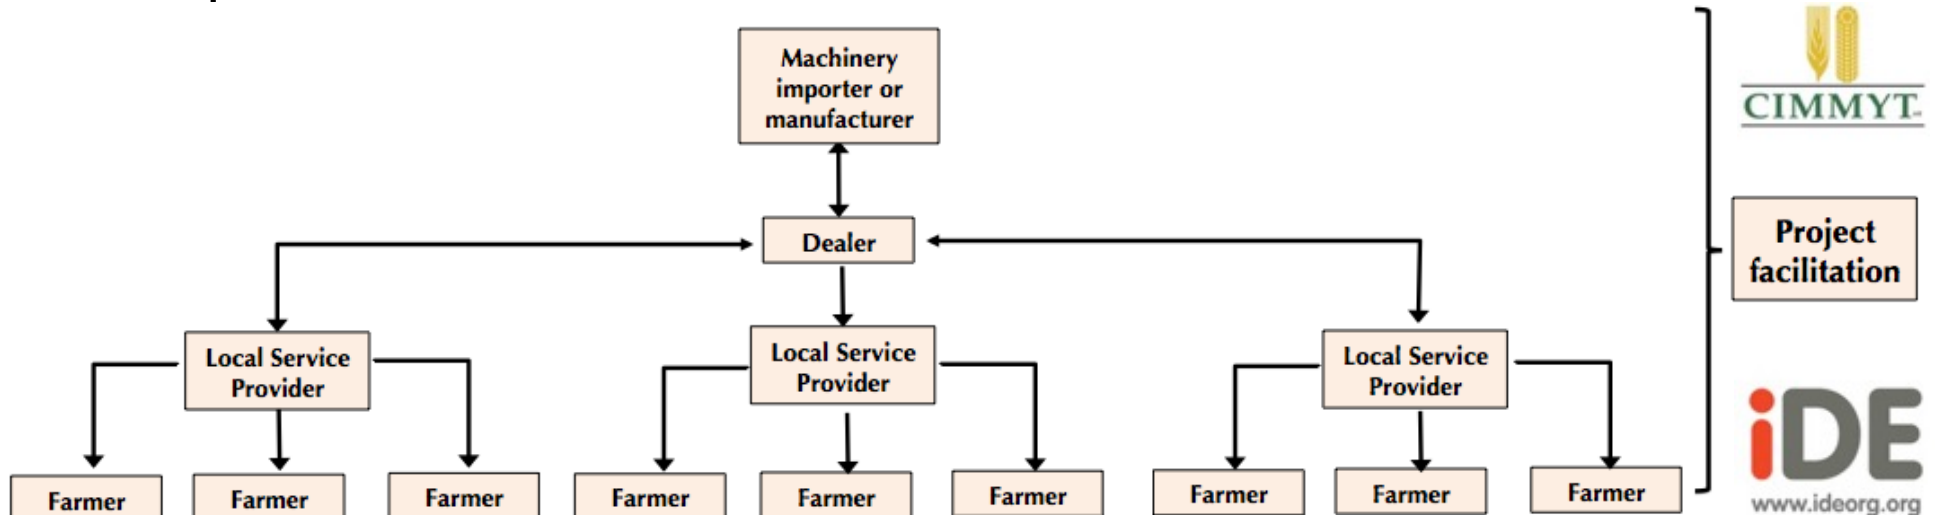 Machinery
importer or
manufacturer
CIMMYT
Dealer
Project
facilitation
Local Service
Provider
Local Service
Provider
Local Service
Provider
Farmer
Farmer
Farmer
Farmer
Farmer
Farmer
Farmer
Farmer
Farmer
iDE
www.ideorg.org